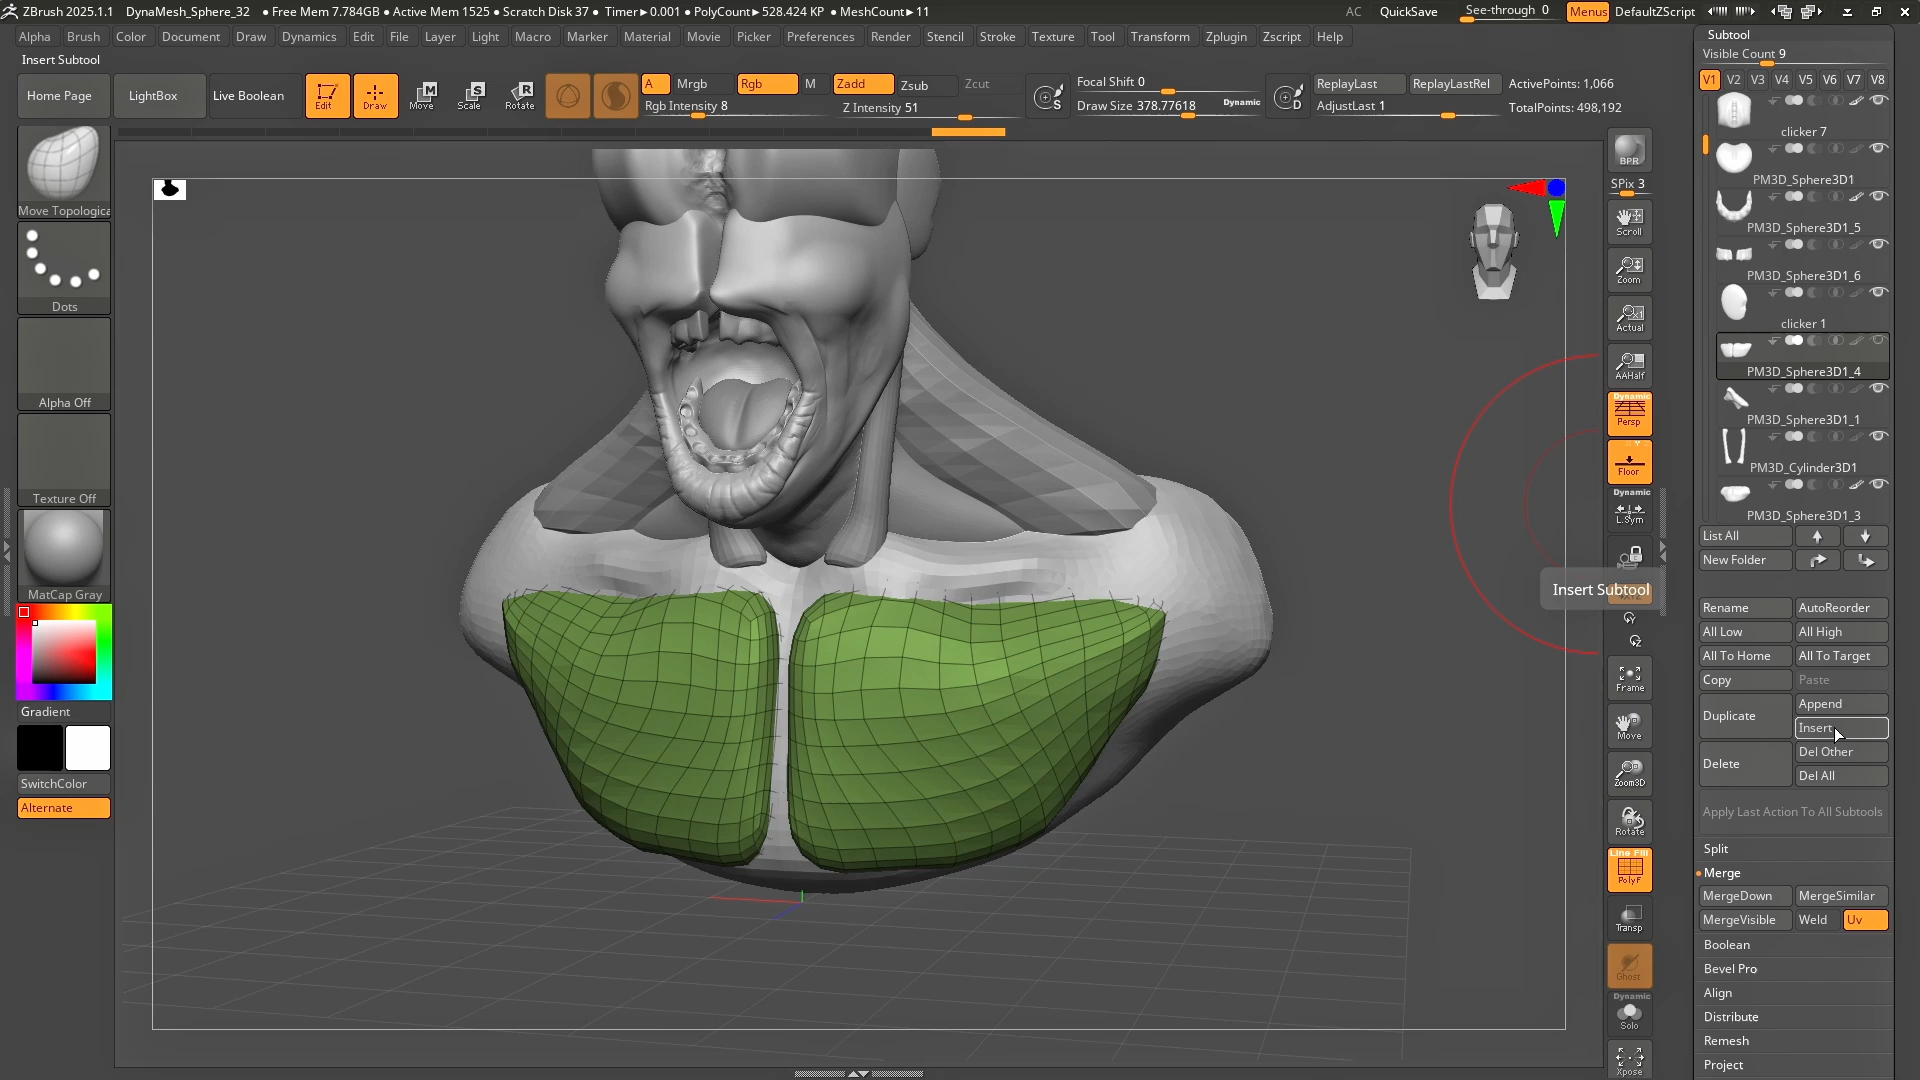 ZBrush 2025.1.1 DynaMesh_Sphere_32 ● Free Mem 7.784GB ● Active Mem 1525 ● Scratch Disk 37 ● Timer▶0.001 ● PolyCount▶528.424 KP ● MeshCount▶11 AC QuickSave See-through 0 Menus DefaultZScript
Alpha Brush Color Document Draw Dynamics Edit File Layer Light Macro Marker Material Movie Picker Preferences Render Stencil Stroke Texture Tool Transform Zplugin Zscript Help
Insert Subtool
Home Page LightBox Live Boolean Edit Draw Move Scale Rotate
M S R
A Mrgb Rgb M Zadd Zsub Zcut
Rgb Intensity 8 Z Intensity 51
S Focal Shift 0
Draw Size 378.77618 Dynamic
D ReplayLast ReplayLastRel ActivePoints: 1,066
AdjustLast 1 TotalPoints: 498,192
Move Topologica
Dots
Alpha Off
Texture Off
MatCap Gray
Gradient
SwitchColor
Alternate
BPR
SPix 3
Scroll
Zoom
Actual
AAHalf
Dynamic
Persp
Floor
Dynamic
L.Sym
Insert Subtool
Frame
Move
Zoom3D
Rotate
Line Fill
PolyF
Transp
Ghost
Dynamic
Solo
Xpose
Subtool
Visible Count 9
V1 V2 V3 V4 V5 V6 V7 V8
clicker 7
PM3D_Sphere3D1
PM3D_Sphere3D1_5
PM3D_Sphere3D1_6
clicker 1
PM3D_Sphere3D1_4
PM3D_Sphere3D1_1
PM3D_Cylinder3D1
PM3D_Sphere3D1_3
List All
New Folder
Rename AutoReorder
All Low All High
All To Home All To Target
Copy Paste
Duplicate Append
Insert
Delete Del Other
Del All
Apply Last Action To All Subtools
Split
Merge
MergeDown MergeSimilar
MergeVisible Weld Uv
Boolean
Bevel Pro
Align
Distribute
Remesh
Project